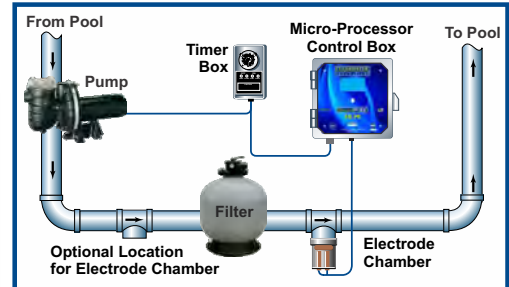 From Pool
To Pool
Micro-Processor
Control Box
Timer
Box
Pump
Filter
Optional Location
for Electrode Chamber
Electrode
Chamber